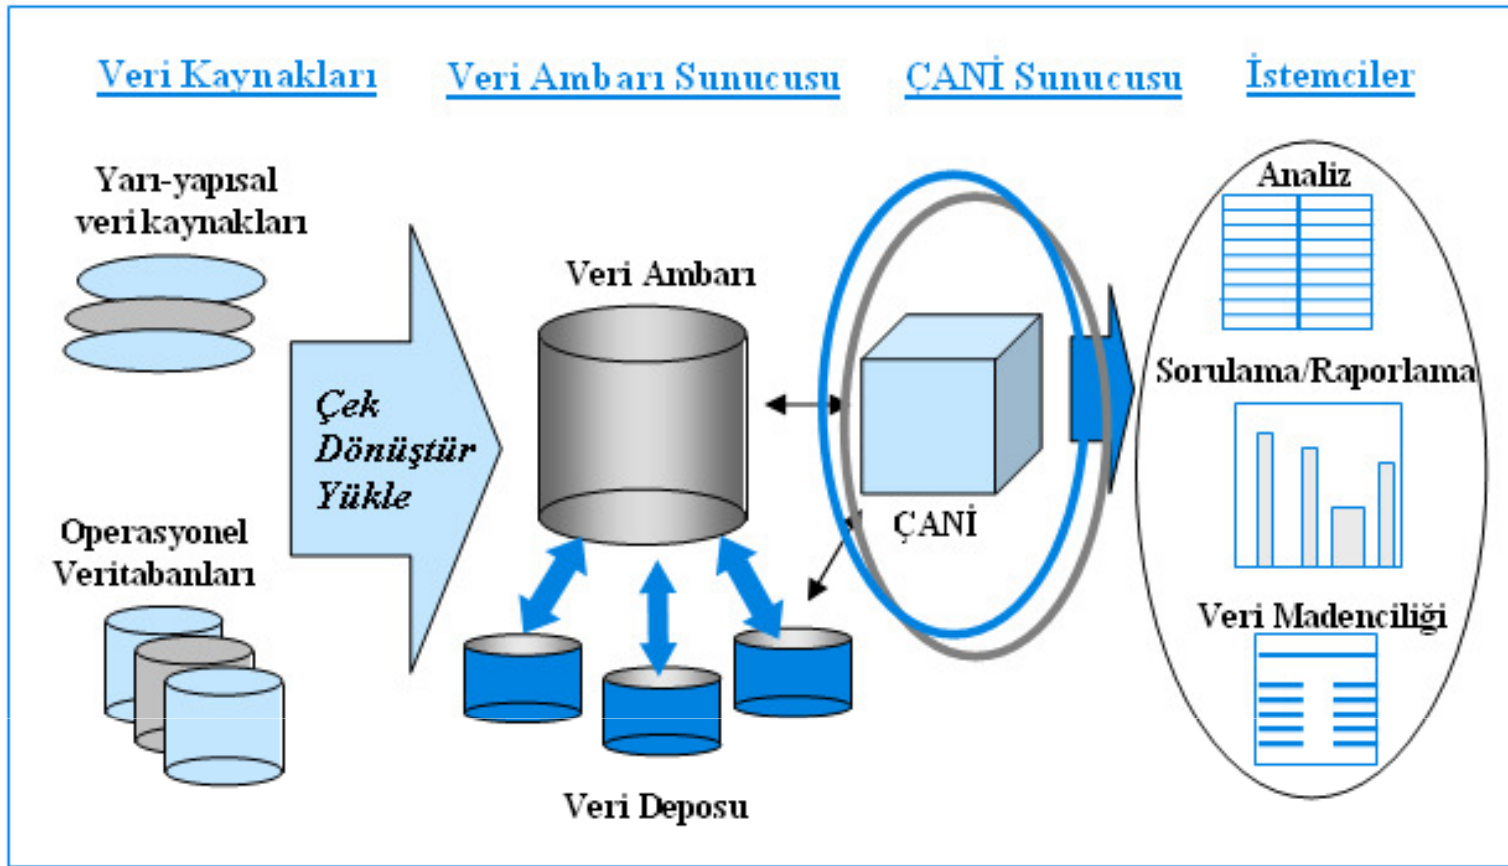 Veri Kaynakları
Veri Ambarı Sunucusu
ÇANİ Sunucusu
İstemciler
Yarı-yapısal
veri kaynakları
Operasyonel
Veritabanları
Çek
Dönüştür
Yükle
Veri Ambarı
Veri Deposu
ÇANİ
Analiz
Sorulama/Raporlama
Veri Madenciliği